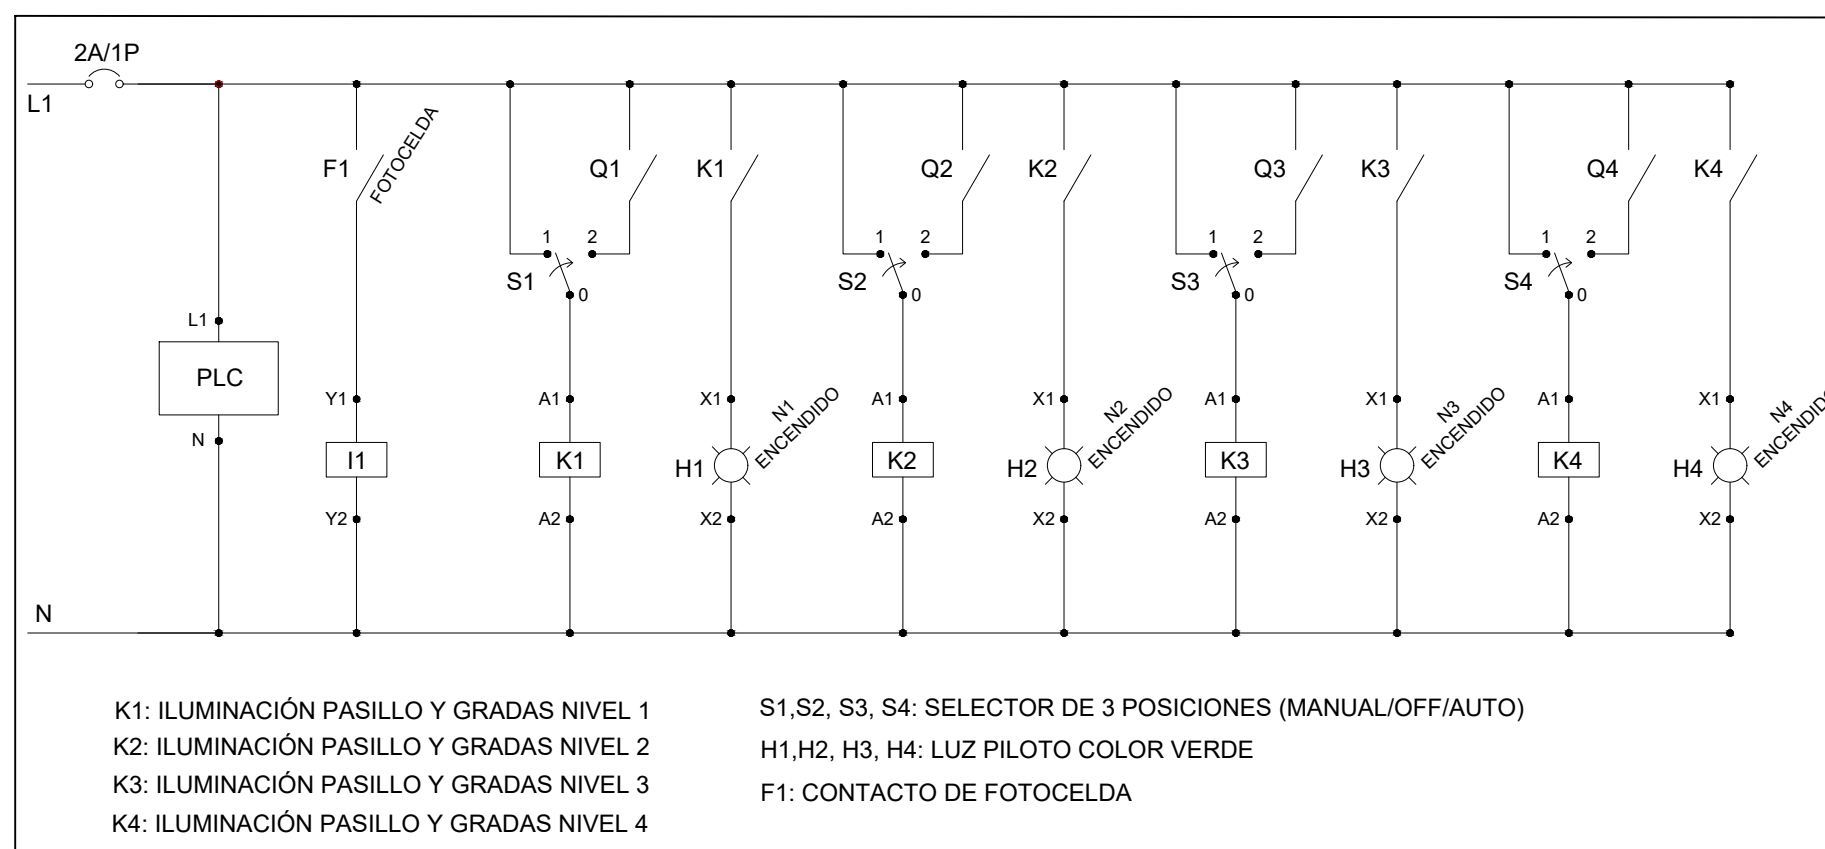 2A/1P
L1
F1
FOTOCELDA
Q1
K1
Q2
K2
Q3
K3
Q4
K4
1 2
S1
0
1 2
S2
0
1 2
S3
0
1 2
S4
0
L1
PLC
N
Y1
I1
Y2
A1
K1
A2
X1
H1
N1
ENCENDIDO
X2
A1
K2
A2
X1
H2
N2
ENCENDIDO
X2
A1
K3
A2
X1
H3
N3
ENCENDIDO
X2
A1
K4
A2
X1
H4
N4
ENCENDIDO
X2
N
K1: ILUMINACIÓN PASILLO Y GRADAS NIVEL 1
K2: ILUMINACIÓN PASILLO Y GRADAS NIVEL 2
K3: ILUMINACIÓN PASILLO Y GRADAS NIVEL 3
K4: ILUMINACIÓN PASILLO Y GRADAS NIVEL 4
S1,S2, S3, S4: SELECTOR DE 3 POSICIONES (MANUAL/OFF/AUTO)
H1,H2, H3, H4: LUZ PILOTO COLOR VERDE
F1: CONTACTO DE FOTOCELDA